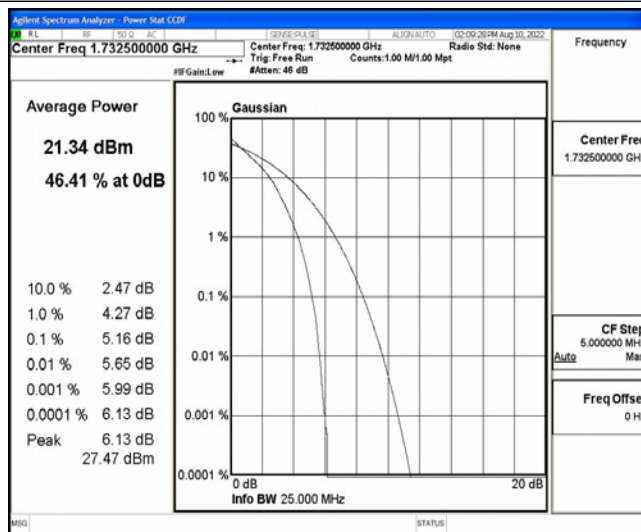 Agilent Spectrum Analyzer - Power Stat CCDF
RL RF 50 Ω AC SENSE:PULSE ALIGN AUTO 02:09:28 PM Aug 10, 2022
Center Freq 1.732500000 GHz
Center Freq: 1.732500000 GHz Radio Std: None
Trig: Free Run Counts:1.00 M/1.00 Mpt
#IFGain:Low #Atten: 46 dB
Frequency
Average Power
21.34 dBm
46.41 % at 0dB
10.0 % 2.47 dB
1.0 % 4.27 dB
0.1 % 5.16 dB
0.01 % 5.65 dB
0.001 % 5.99 dB
0.0001 % 6.13 dB
Peak 6.13 dB
27.47 dBm
Gaussian
100 %
10 %
1 %
0.1 %
0.01 %
0.001 %
0.0001 %
0 dB 20 dB
Info BW 25.000 MHz
Center Fre
1.732500000 GH
CF Step
5.000000 MH
Auto Ma
Freq Offse
0 H
MSG STATUS